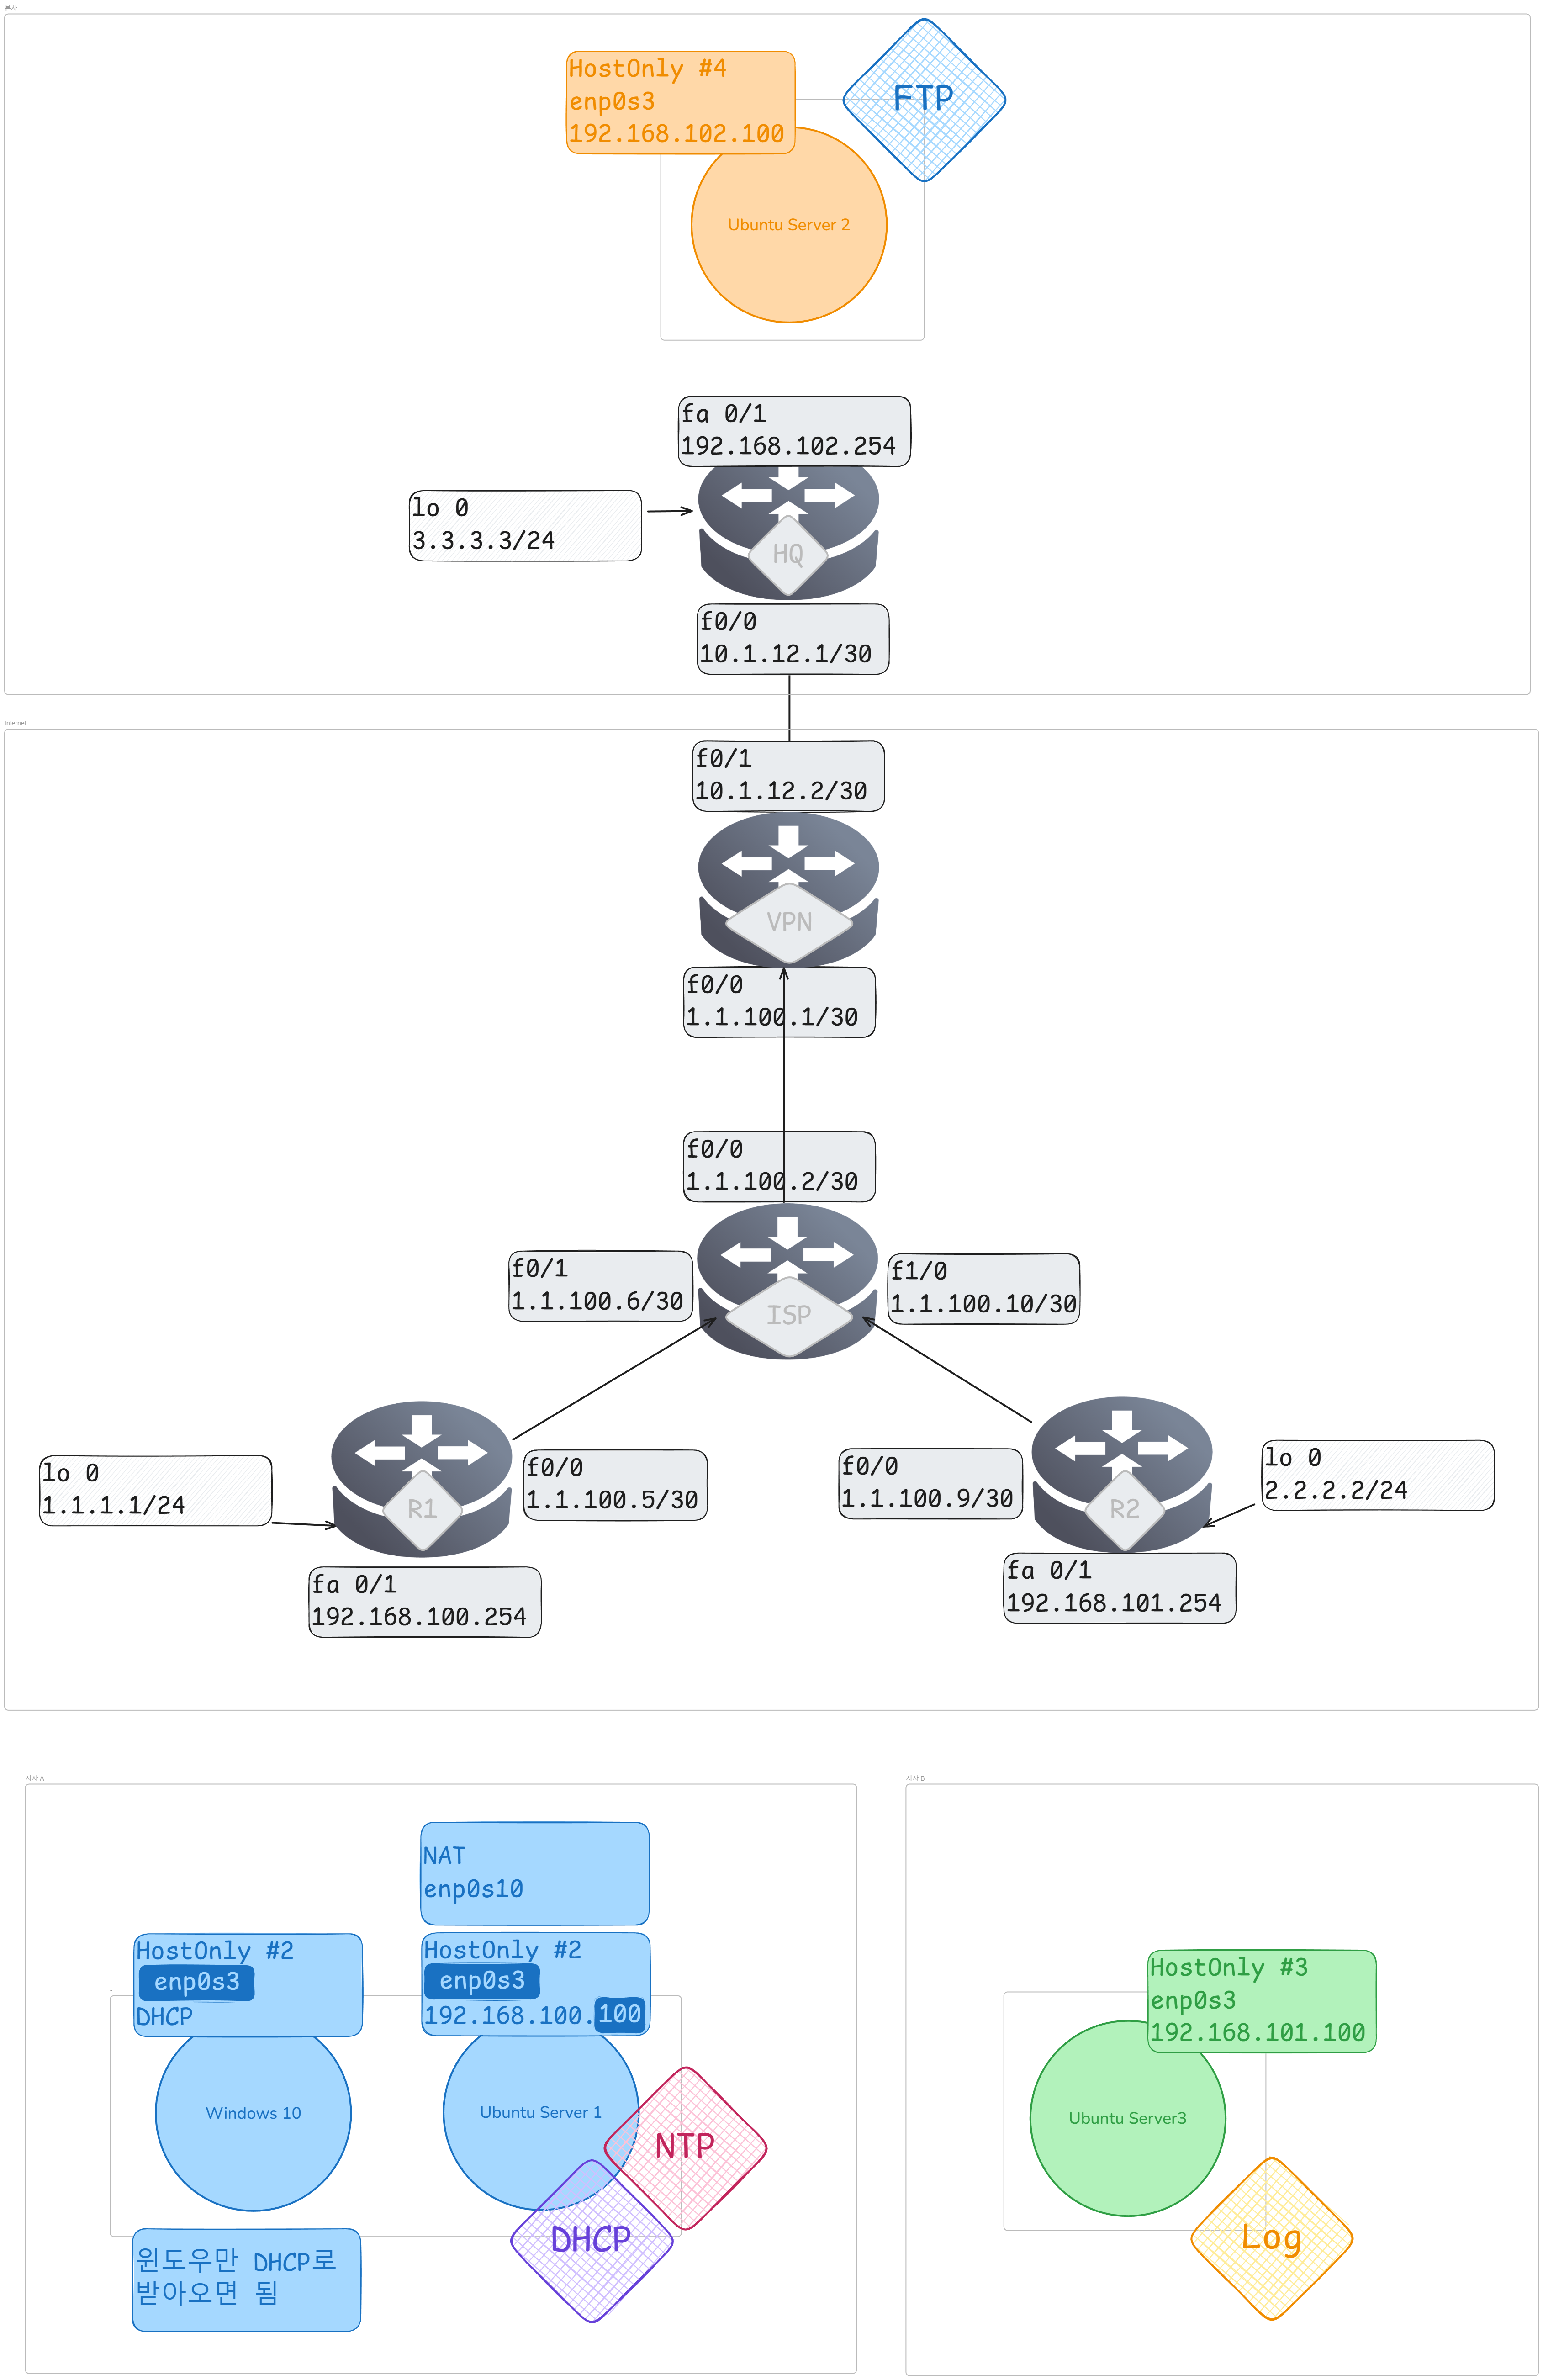 본사
HostOnly #4
enp0s3
192.168.102.100
FTP
Ubuntu Server 2
fa 0/1
192.168.102.254
lo 0
3.3.3.3/24
HQ
f0/0
10.1.12.1/30
Internet
f0/1
10.1.12.2/30
VPN
f0/0
1.1.100.1/30
f0/0
1.1.100.2/30
f0/1
1.1.100.6/30
ISP
f1/0
1.1.100.10/30
lo 0
1.1.1.1/24
R1
f0/0
1.1.100.5/30
fa 0/1
192.168.100.254
f0/0
1.1.100.9/30
R2
lo 0
2.2.2.2/24
fa 0/1
192.168.101.254
지사 A
NAT
enp0s10
HostOnly #2
enp0s3
DHCP
HostOnly #2
enp0s3
192.168.100.100
Windows 10
Ubuntu Server 1
NTP
DHCP
윈도우만 DHCP로
받아오면 됨
지사 B
HostOnly #3
enp0s3
192.168.101.100
Ubuntu Server3
Log